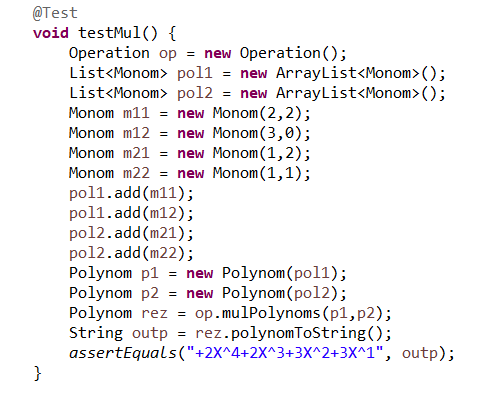 @Test
void testMul() {
    Operation op = new Operation();
    List<Monom> pol1 = new ArrayList<Monom>();
    List<Monom> pol2 = new ArrayList<Monom>();
    Monom m11 = new Monom(2,2);
    Monom m12 = new Monom(3,0);
    Monom m21 = new Monom(1,2);
    Monom m22 = new Monom(1,1);
    pol1.add(m11);
    pol1.add(m12);
    pol2.add(m21);
    pol2.add(m22);
    Polynom p1 = new Polynom(pol1);
    Polynom p2 = new Polynom(pol2);
    Polynom rez = op.mulPolynoms(p1,p2);
    String outp = rez.polynomToString();
    assertEquals("+2X^4+2X^3+3X^2+3X^1", outp);
}